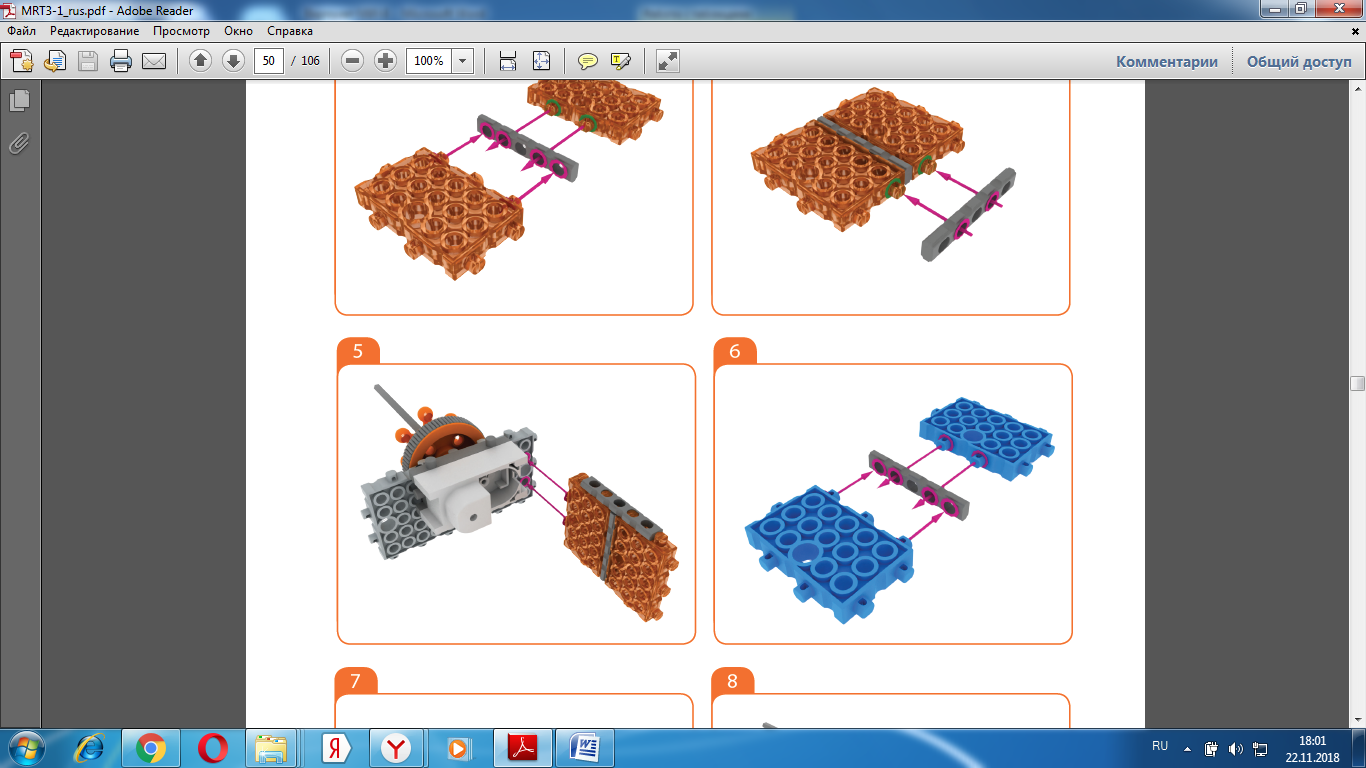 MRT3-1_rus.pdf - Adobe Reader
Файл Редактирование Просмотр Окно Справка
50 / 106 100% Комментарии Общий доступ
5 6
7 8
RU 18:01
22.11.2018